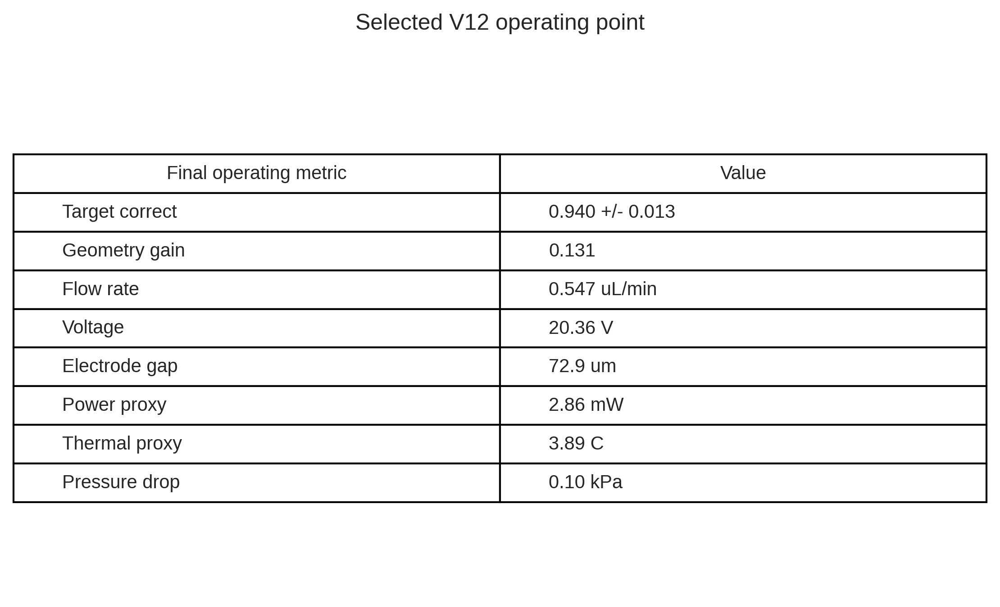 Selected V12 operating point
Final operating metric Value
Target correct 0.940 +/- 0.013
Geometry gain 0.131
Flow rate 0.547 uL/min
Voltage 20.36 V
Electrode gap 72.9 um
Power proxy 2.86 mW
Thermal proxy 3.89 C
Pressure drop 0.10 kPa